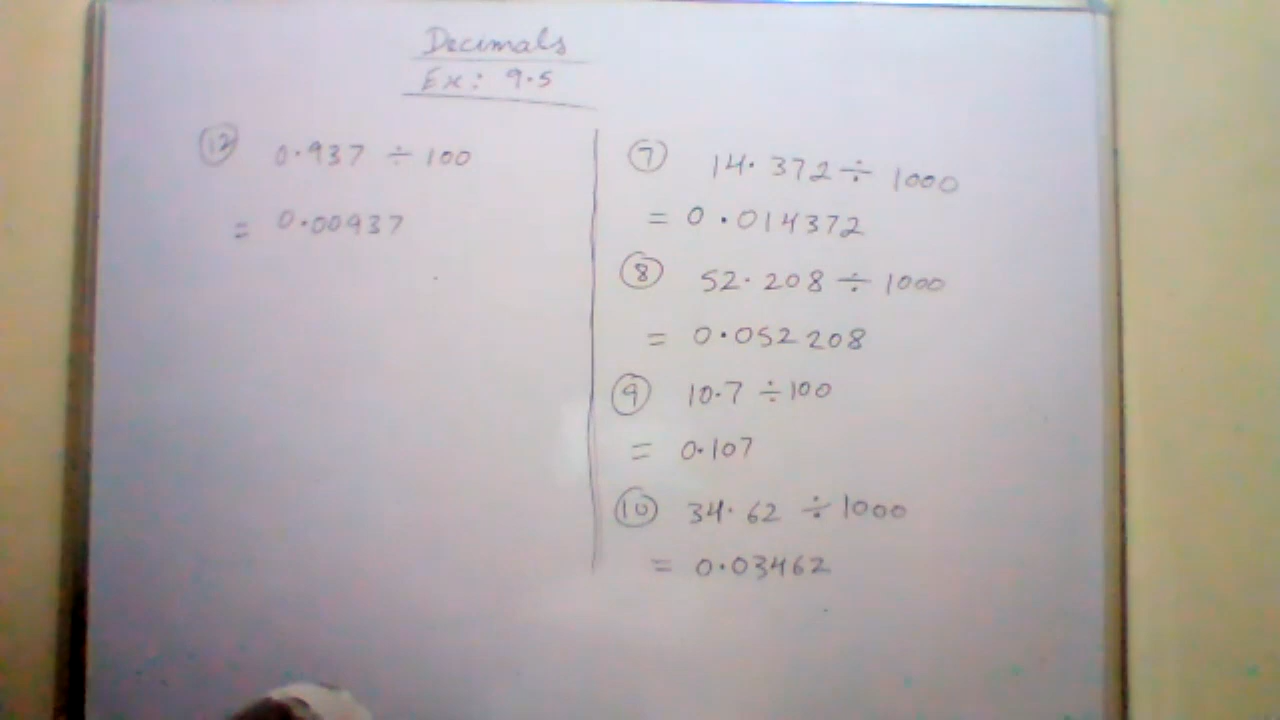 Decimals
Ex: 9.5
12 0.937 ÷ 100
= 0.00937
7 14.372 ÷ 1000
= 0.014372
8 52.208 ÷ 1000
= 0.052208
9 10.7 ÷ 100
= 0.107
10 34.62 ÷ 1000
= 0.03462